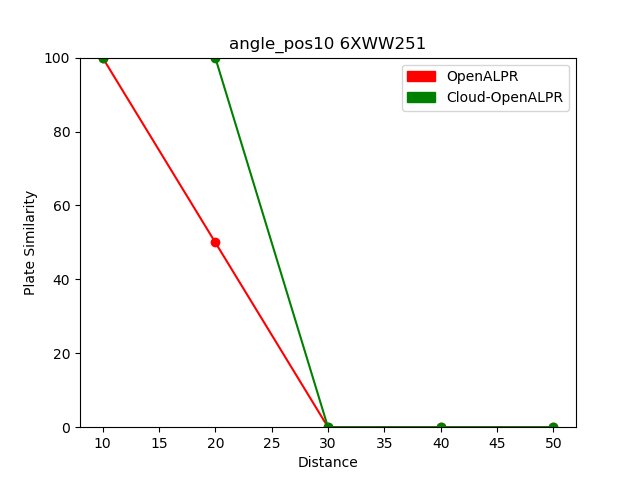 angle_pos10 6XWW251
OpenALPR
Cloud-OpenALPR
Plate Similarity
100
80
60
40
20
0
10 15 20 25 30 35 40 45 50
Distance